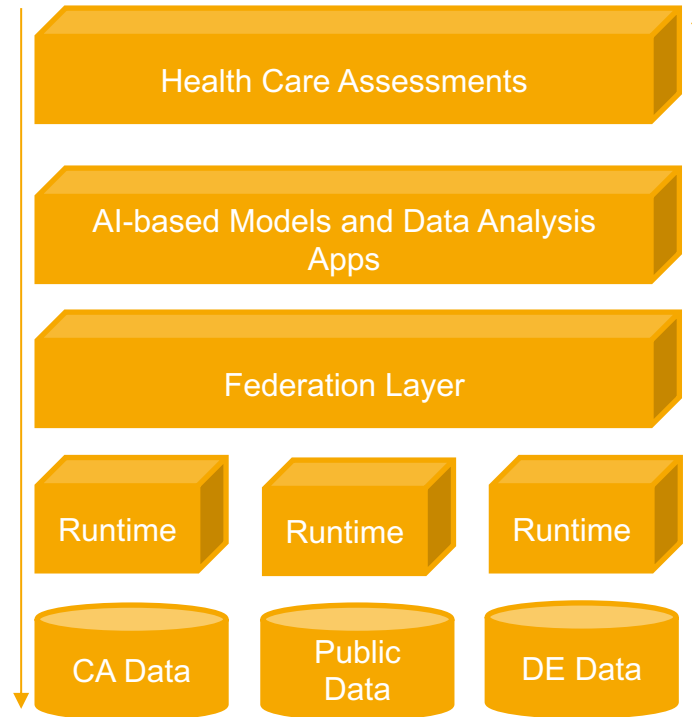 Health Care Assessments
AI-based Models and Data Analysis
Apps
Federation Layer
Runtime
Runtime
Runtime
CA Data
Public
Data
DE Data